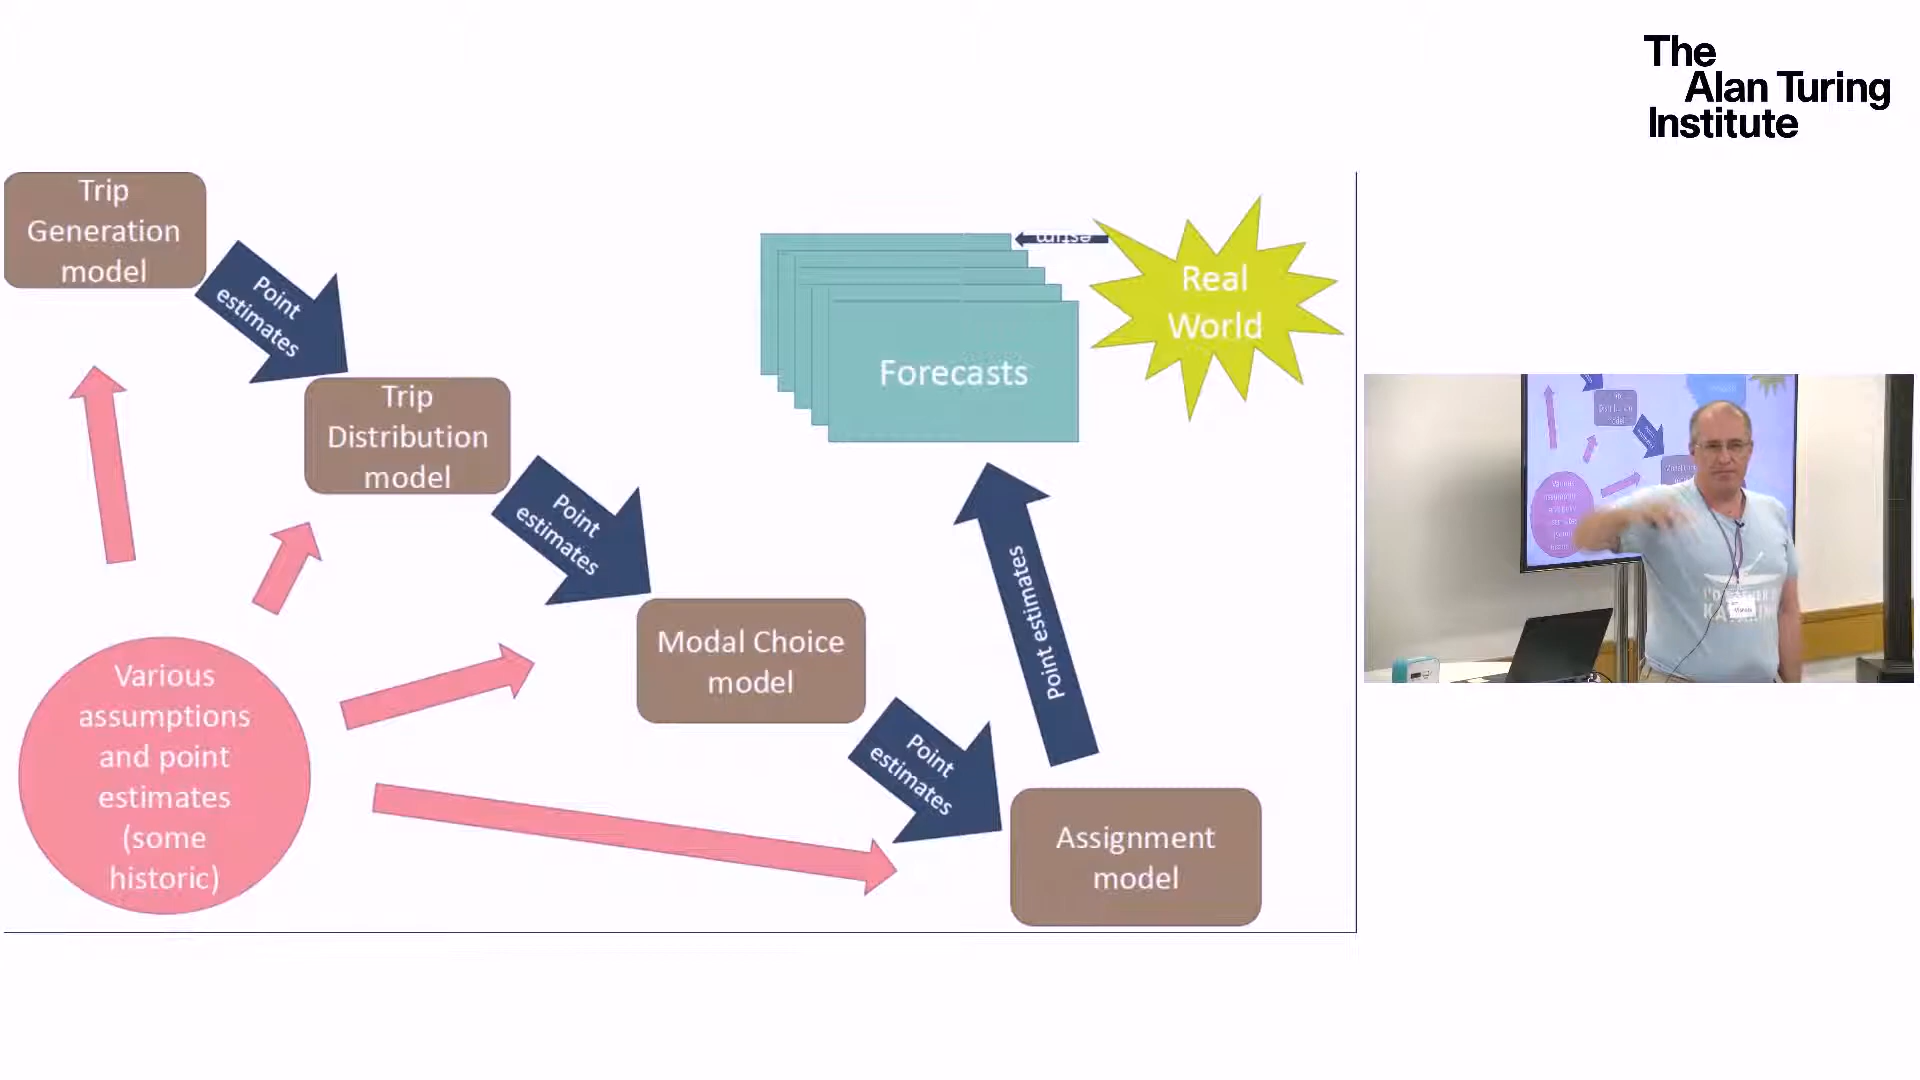 The
Alan Turing
Institute
Trip
Generation
model
Point
estimates
Trip
Distribution
model
Point
estimates
Modal Choice
model
Point
estimates
Assignment
model
Point estimates
Forecasts
Real
World
Various
assumptions
and point
estimates
(some
historic)